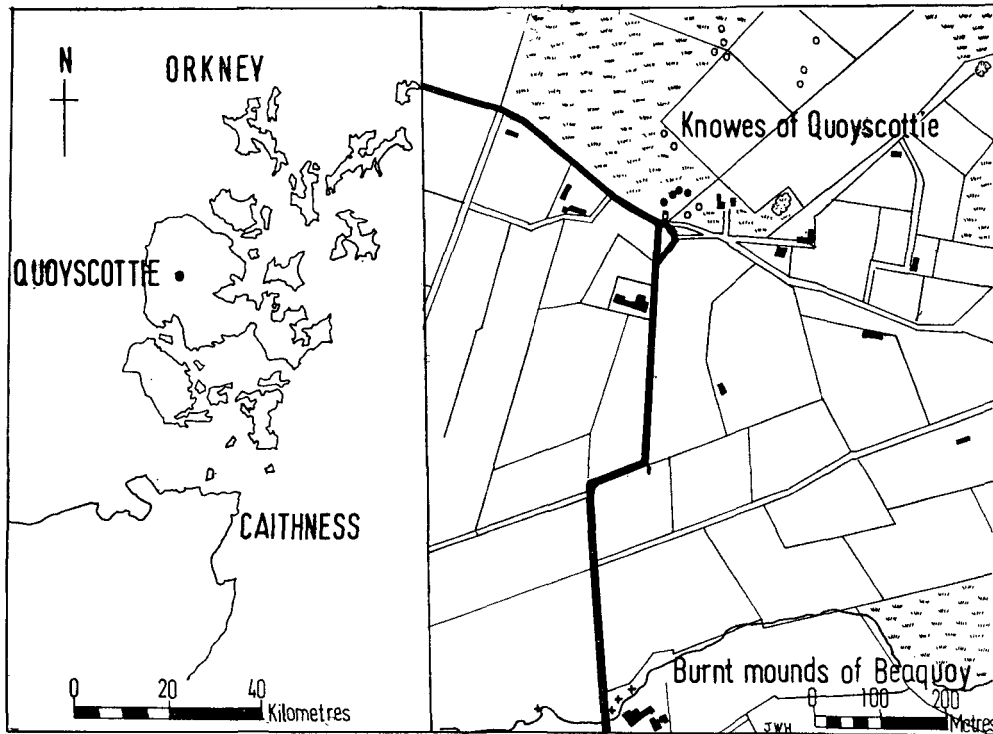 N
ORKNEY
QUOYSCOTTIE
CAITHNESS
0 20 40
Kilometres
Knowes of Quoyscottie
Burnt mounds of Beaquoy
0 100 200
Metres
JWH